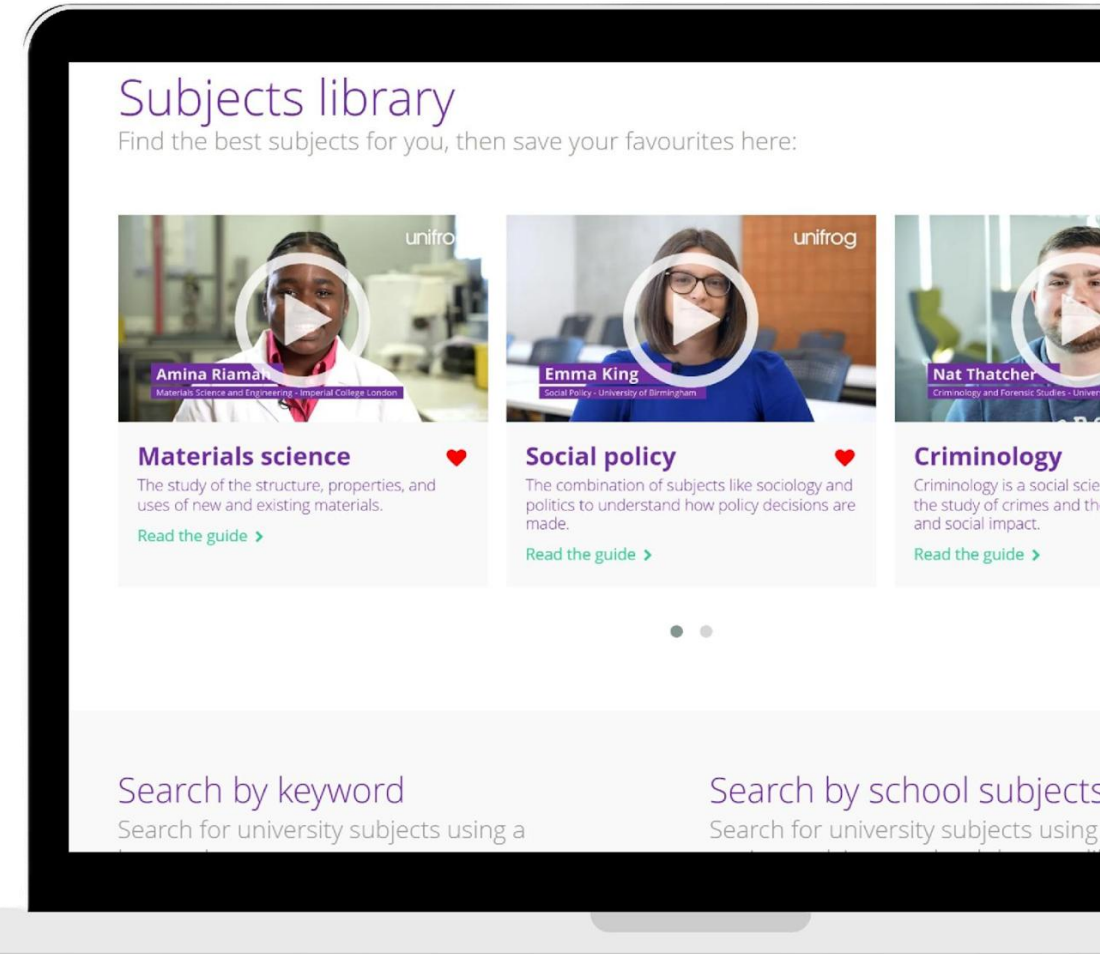 Subjects library
Find the best subjects for you, then save your favourites here:
unifro
Amina Riamah
Materials Science and Engineering - Imperial College London
Materials science
The study of the structure, properties, and
uses of new and existing materials.
Read the guide
unifrog
Emma King
Social Policy - University of Birmingham
Social policy
The combination of subjects like sociology and
politics to understand how policy decisions are
made.
Read the guide
Nat Thatcher
Criminology and Forensic Studies - Univer
Criminology
Criminology is a social scie
the study of crimes and th
and social impact.
Read the guide
Search by keyword
Search for university subjects using a
Search by school subjects
Search for university subjects using